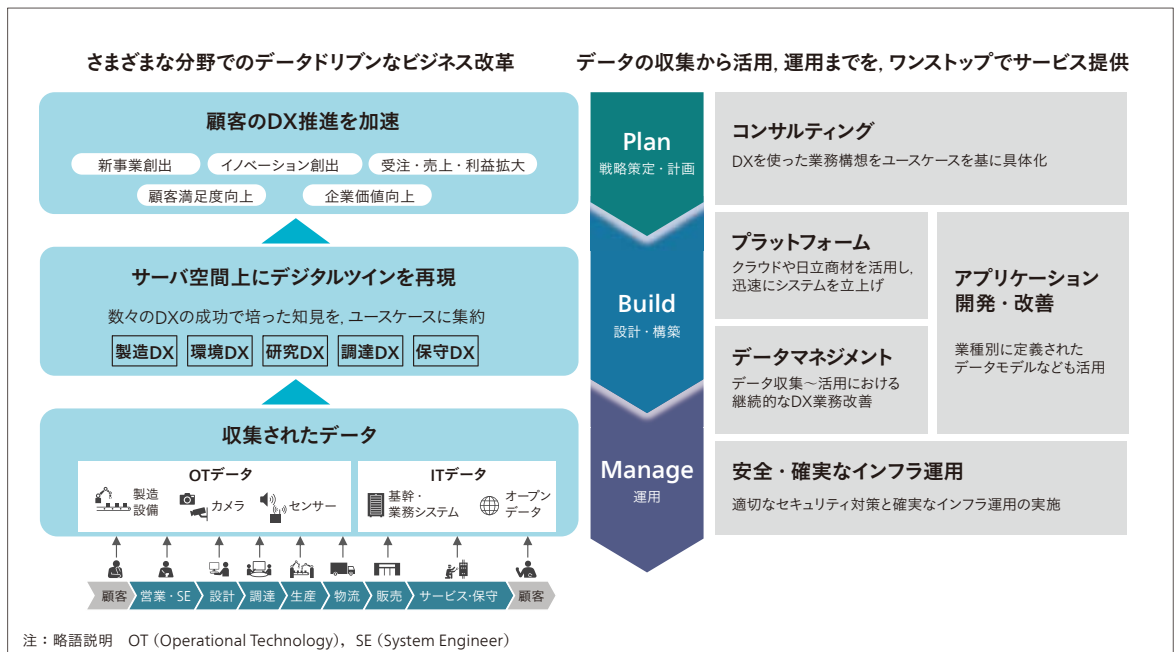 さまざまな分野でのデータドリブンなビジネス改革
顧客のDX推進を加速
新事業創出
イノベーション創出
受注・売上・利益拡大
顧客満足度向上
企業価値向上
サーバ空間上にデジタルツインを再現
数々のDXの成功で培った知見を, ユースケースに集約
製造DX
環境DX
研究DX
調達DX
保守DX
収集されたデータ
OTデータ
製造
設備
カメラ
センサー
ITデータ
基幹・
業務システム
オープン
データ
顧客
営業・SE
設計
調達
生産
物流
販売
サービス・保守
顧客
データの収集から活用, 運用までを, ワンストップでサービス提供
Plan
戦略策定・計画
コンサルティング
DXを使った業務構想をユースケースを基に具体化
Build
設計・構築
プラットフォーム
クラウドや日立商材を活用し,
迅速にシステムを立上げ
データマネジメント
データ収集~活用における
継続的なDX業務改善
アプリケーション
開発・改善
業種別に定義された
データモデルなども活用
Manage
運用
安全・確実なインフラ運用
適切なセキュリティ対策と確実なインフラ運用の実施
注：略語説明 OT（Operational Technology），SE（System Engineer）